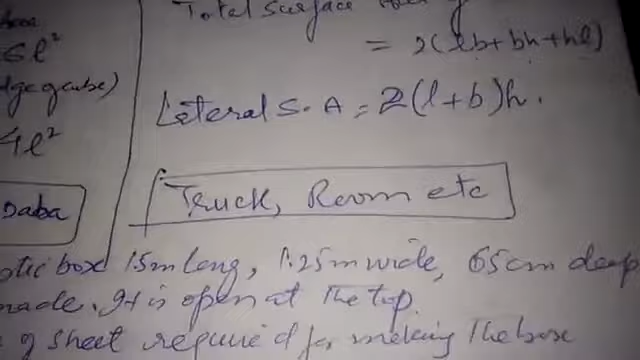 Total Surface
6l²
= 2(lb+bh+hl)
dge of cube)
Lateral S.A = 2(l+b)h.
4l²
Daba
Truck, Room etc
stic box 1.5m long, 1.25m wide, 65cm deep
made. It is open at the top.
g sheet required for making the box